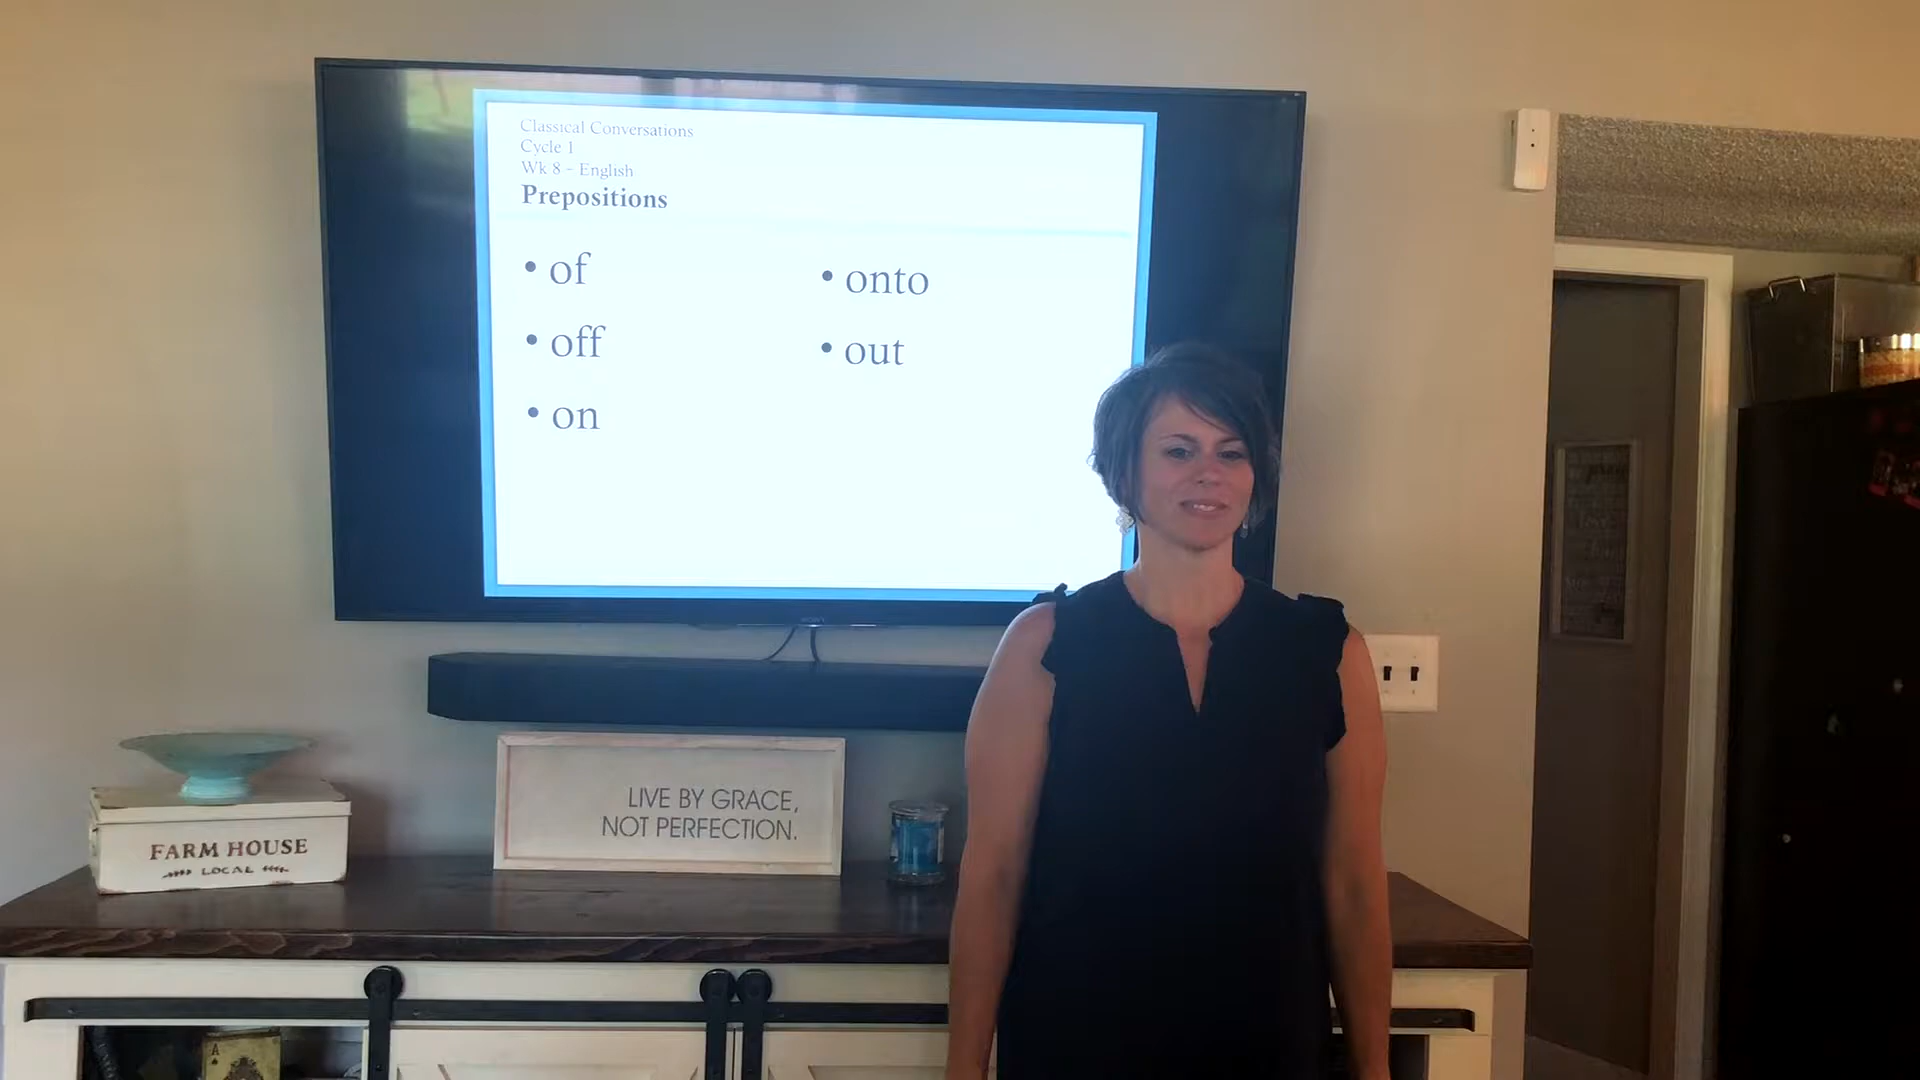 Classical Conversations
Cycle 1
Wk 8 - English
Prepositions
• of
• off
• on
• onto
• out
SONY
LIVE BY GRACE,
NOT PERFECTION.
FARM HOUSE
LOCAL
A